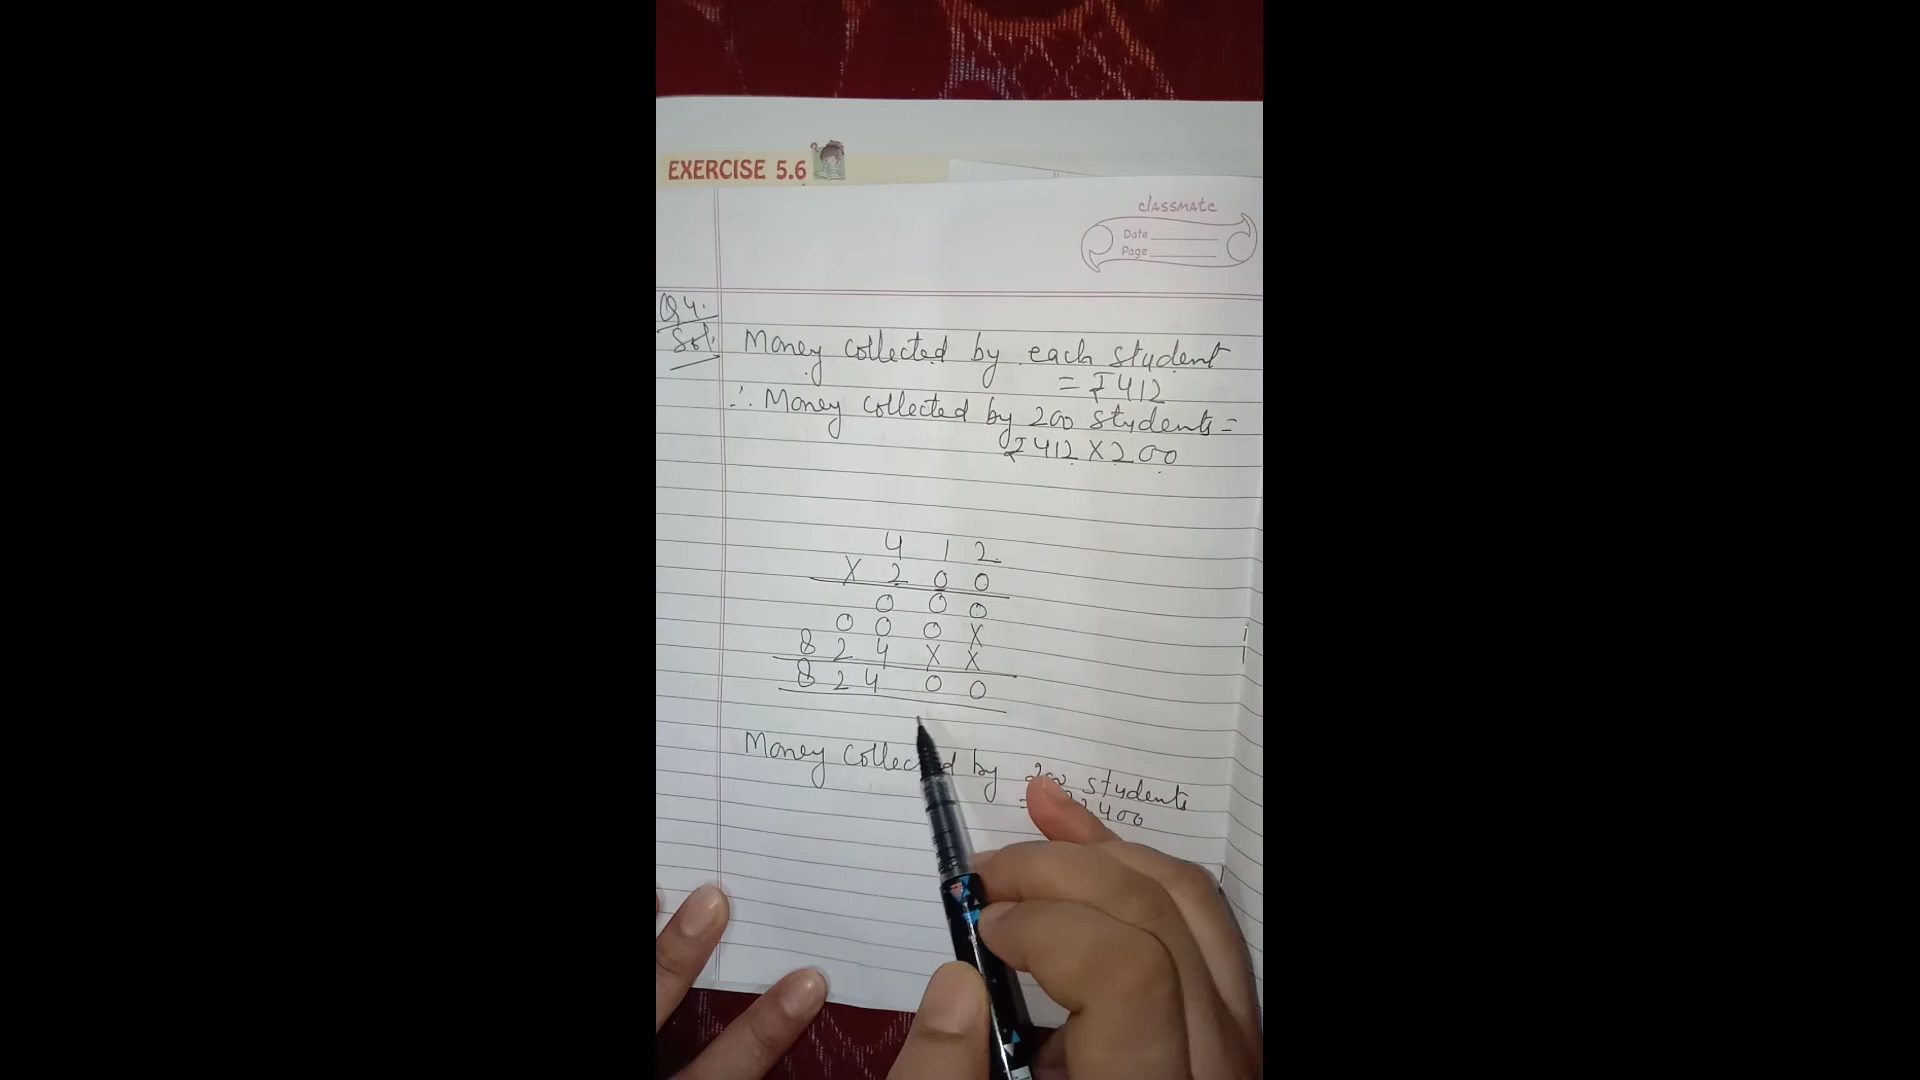 EXERCISE 5.6
classmate
Date
Page
Q4.
Sol. Money collected by each student
= ₹412
∴ Money collected by 200 students =
₹412 X 200
4 1 2
X 2 0 0
0 0 0
0 0 0 X
8 2 4 X X
8 2 4 0 0
Money by 200 students
=
400